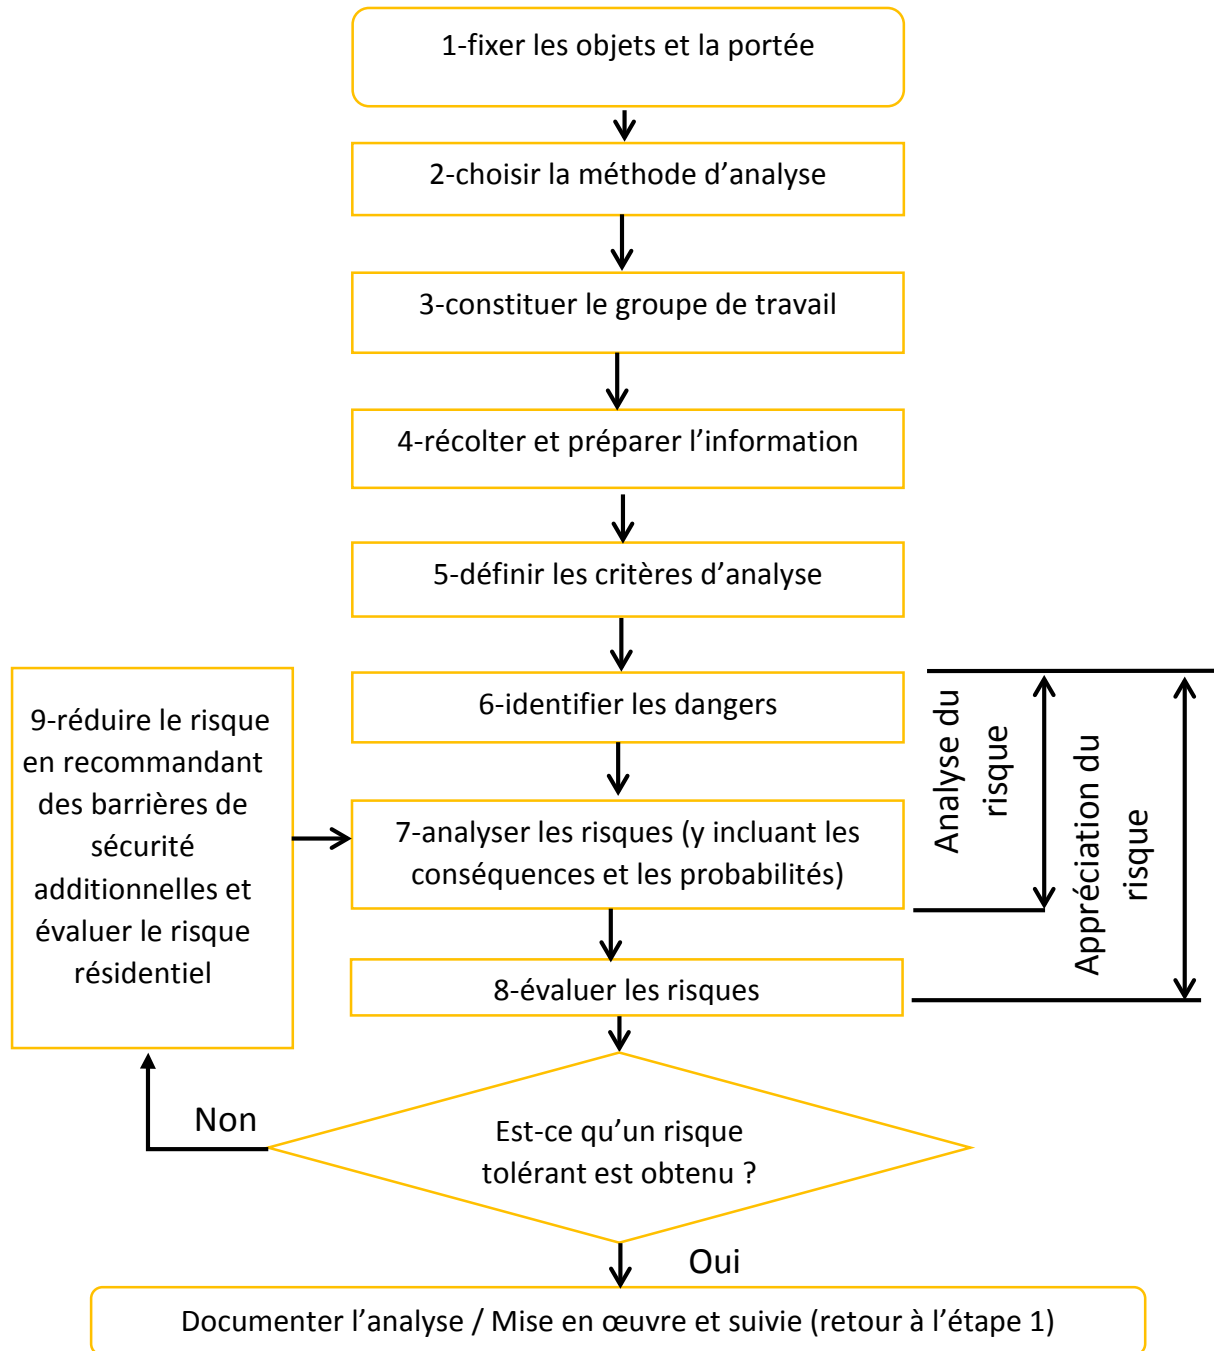 1-fixer les objets et la portée
2-choisir la méthode d’analyse
3-constituer le groupe de travail
4-récolter et préparer l’information
5-définir les critères d’analyse
6-identifier les dangers
7-analyser les risques (y incluant les
conséquences et les probabilités)
8-évaluer les risques
Analyse du
risque
Appréciation du
risque
9-réduire le risque
en recommandant
des barrières de
sécurité
additionnelles et
évaluer le risque
résidentiel
Non
Est-ce qu’un risque
tolérant est obtenu ?
Oui
Documenter l’analyse / Mise en œuvre et suivie (retour à l’étape 1)